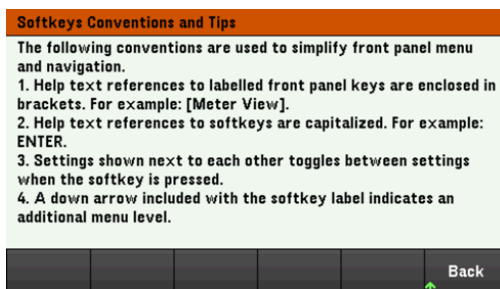 Softkeys Conventions and Tips
The following conventions are used to simplify front panel menu
and navigation.
1. Help text references to labelled front panel keys are enclosed in
brackets. For example: [Meter View].
2. Help text references to softkeys are capitalized. For example:
ENTER.
3. Settings shown next to each other toggles between settings
when the softkey is pressed.
4. A down arrow included with the softkey label indicates an
additional menu level.
Back